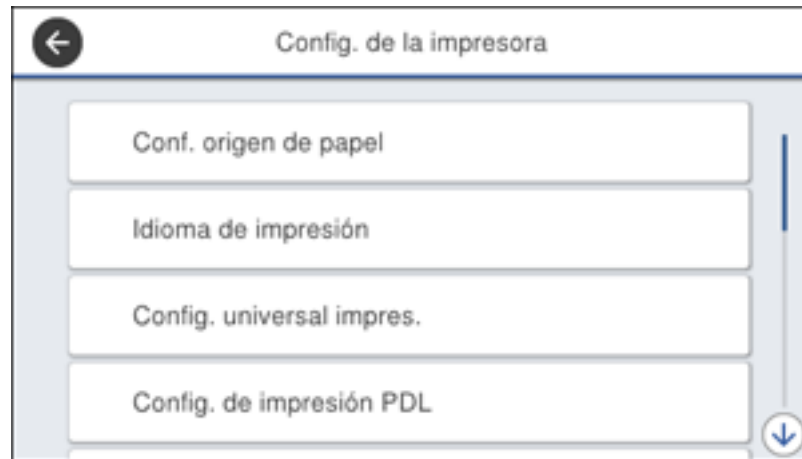 Config. de la impresora
Conf. origen de papel
Idioma de impresión
Config. universal impres.
Config. de impresión PDL